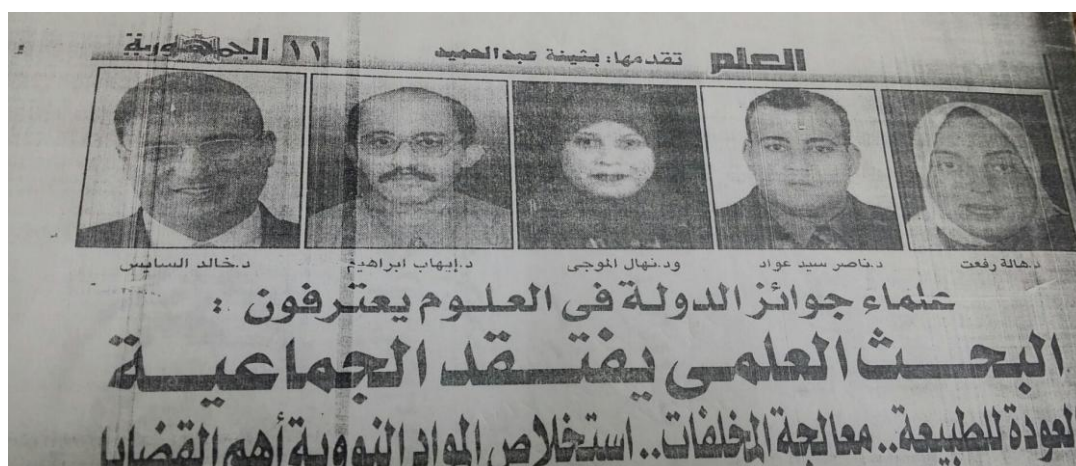 العلم تقدمها: بثينة عبدالحميد ١١ الجمهورية
د.هالة رفعت د.ناصر سيد عواد ود.نهال الموجى د.إيهاب ابراهيم د.خالد السايس
علماء جوائز الدولة فى العلوم يعترفون :
البحث العلمى يفتقد الجماعية
العودة للطبيعة.. معالجة المخلفات.. استخلاص المواد النووية أهم القضايا